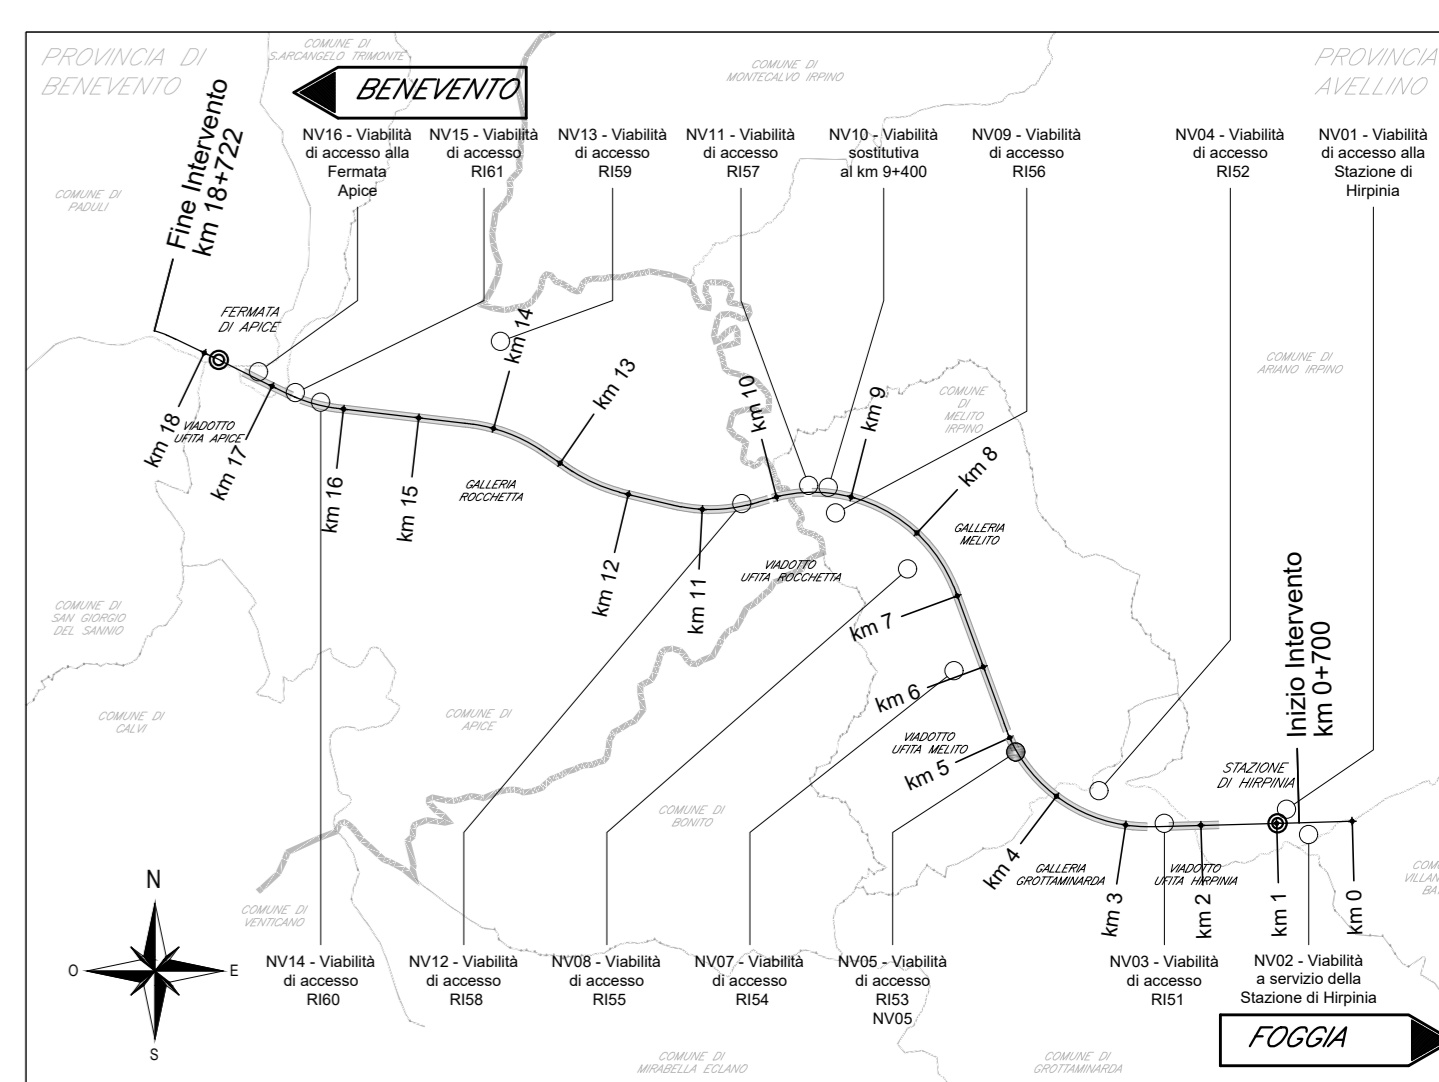 PROVINCIA DI
BENEVENTO
COMUNE DI
S.ARCANGELO TRIMONTE
BENEVENTO
COMUNE DI
MONTECALVO IRPINO
PROVINCIA
AVELLINO
NV16 - Viabilità
di accesso alla
Fermata
Apice
NV15 - Viabilità
di accesso
RI61
NV13 - Viabilità
di accesso
RI59
NV11 - Viabilità
di accesso
RI57
NV10 - Viabilità
sostitutiva
al km 9+400
NV09 - Viabilità
di accesso
RI56
NV04 - Viabilità
di accesso
RI52
NV01 - Viabilità
di accesso alla
Stazione di
Hirpinia
Fine Intervento
km 18+722
COMUNE DI
PADULI
FERMATA
DI APICE
km 18
VIADOTTO
UFITA APICE
km 17
km 16
km 15
km 14
km 13
GALLERIA
ROCCHETTA
km 12
km 11
km 10
km 9
COMUNE
DI
MELITO
IRPINO
COMUNE DI
ARIANO IRPINO
km 8
GALLERIA
MELITO
VIADOTTO
UFITA ROCCHETTA
km 7
km 6
VIADOTTO
UFITA MELITO
km 5
COMUNE DI
SAN GIORGIO
DEL SANNIO
COMUNE DI
CALVI
COMUNE DI
APICE
COMUNE DI
BONITO
Inizio Intervento
km 0+700
STAZIONE
DI HIRPINIA
km 4
GALLERIA
GROTTAMINARDA
km 3
VIADOTTO
UFITA HIRPINIA
km 2
km 1
km 0
COMU
VILLAN
BA
COMUNE DI
VENTICANO
N
O
E
S
NV14 - Viabilità
di accesso
RI60
NV12 - Viabilità
di accesso
RI58
NV08 - Viabilità
di accesso
RI55
NV07 - Viabilità
di accesso
RI54
NV05 - Viabilità
di accesso
RI53
NV05
NV03 - Viabilità
di accesso
RI51
NV02 - Viabilità
a servizio della
Stazione di Hirpinia
FOGGIA
COMUNE DI
MIRABELLA ECLANO
COMUNE DI
GROTTAMINARDA